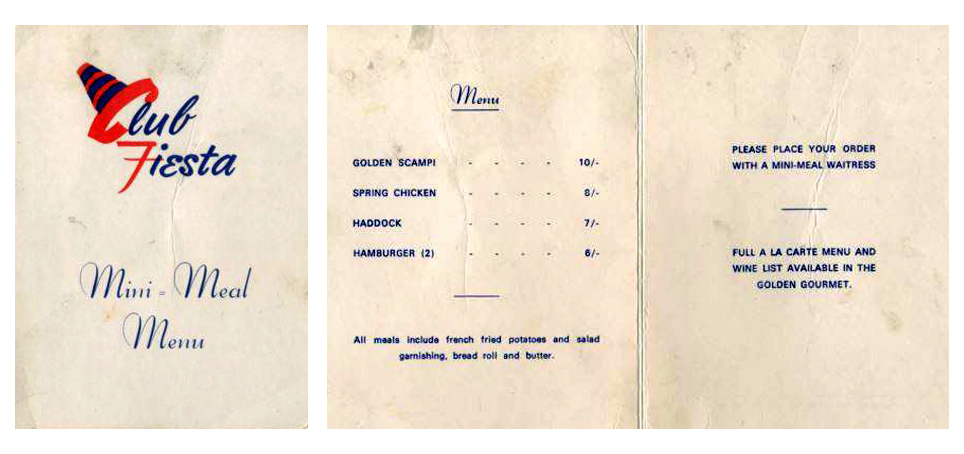 Club
Fiesta
Mini - Meal
Menu
Menu
GOLDEN SCAMPI - - - - 10/-
SPRING CHICKEN - - - - 8/-
HADDOCK - - - - 7/-
HAMBURGER (2) - - - - 6/-
All meals include french fried potatoes and salad
garnishing, bread roll and butter.
PLEASE PLACE YOUR ORDER
WITH A MINI-MEAL WAITRESS
FULL A LA CARTE MENU AND
WINE LIST AVAILABLE IN THE
GOLDEN GOURMET.